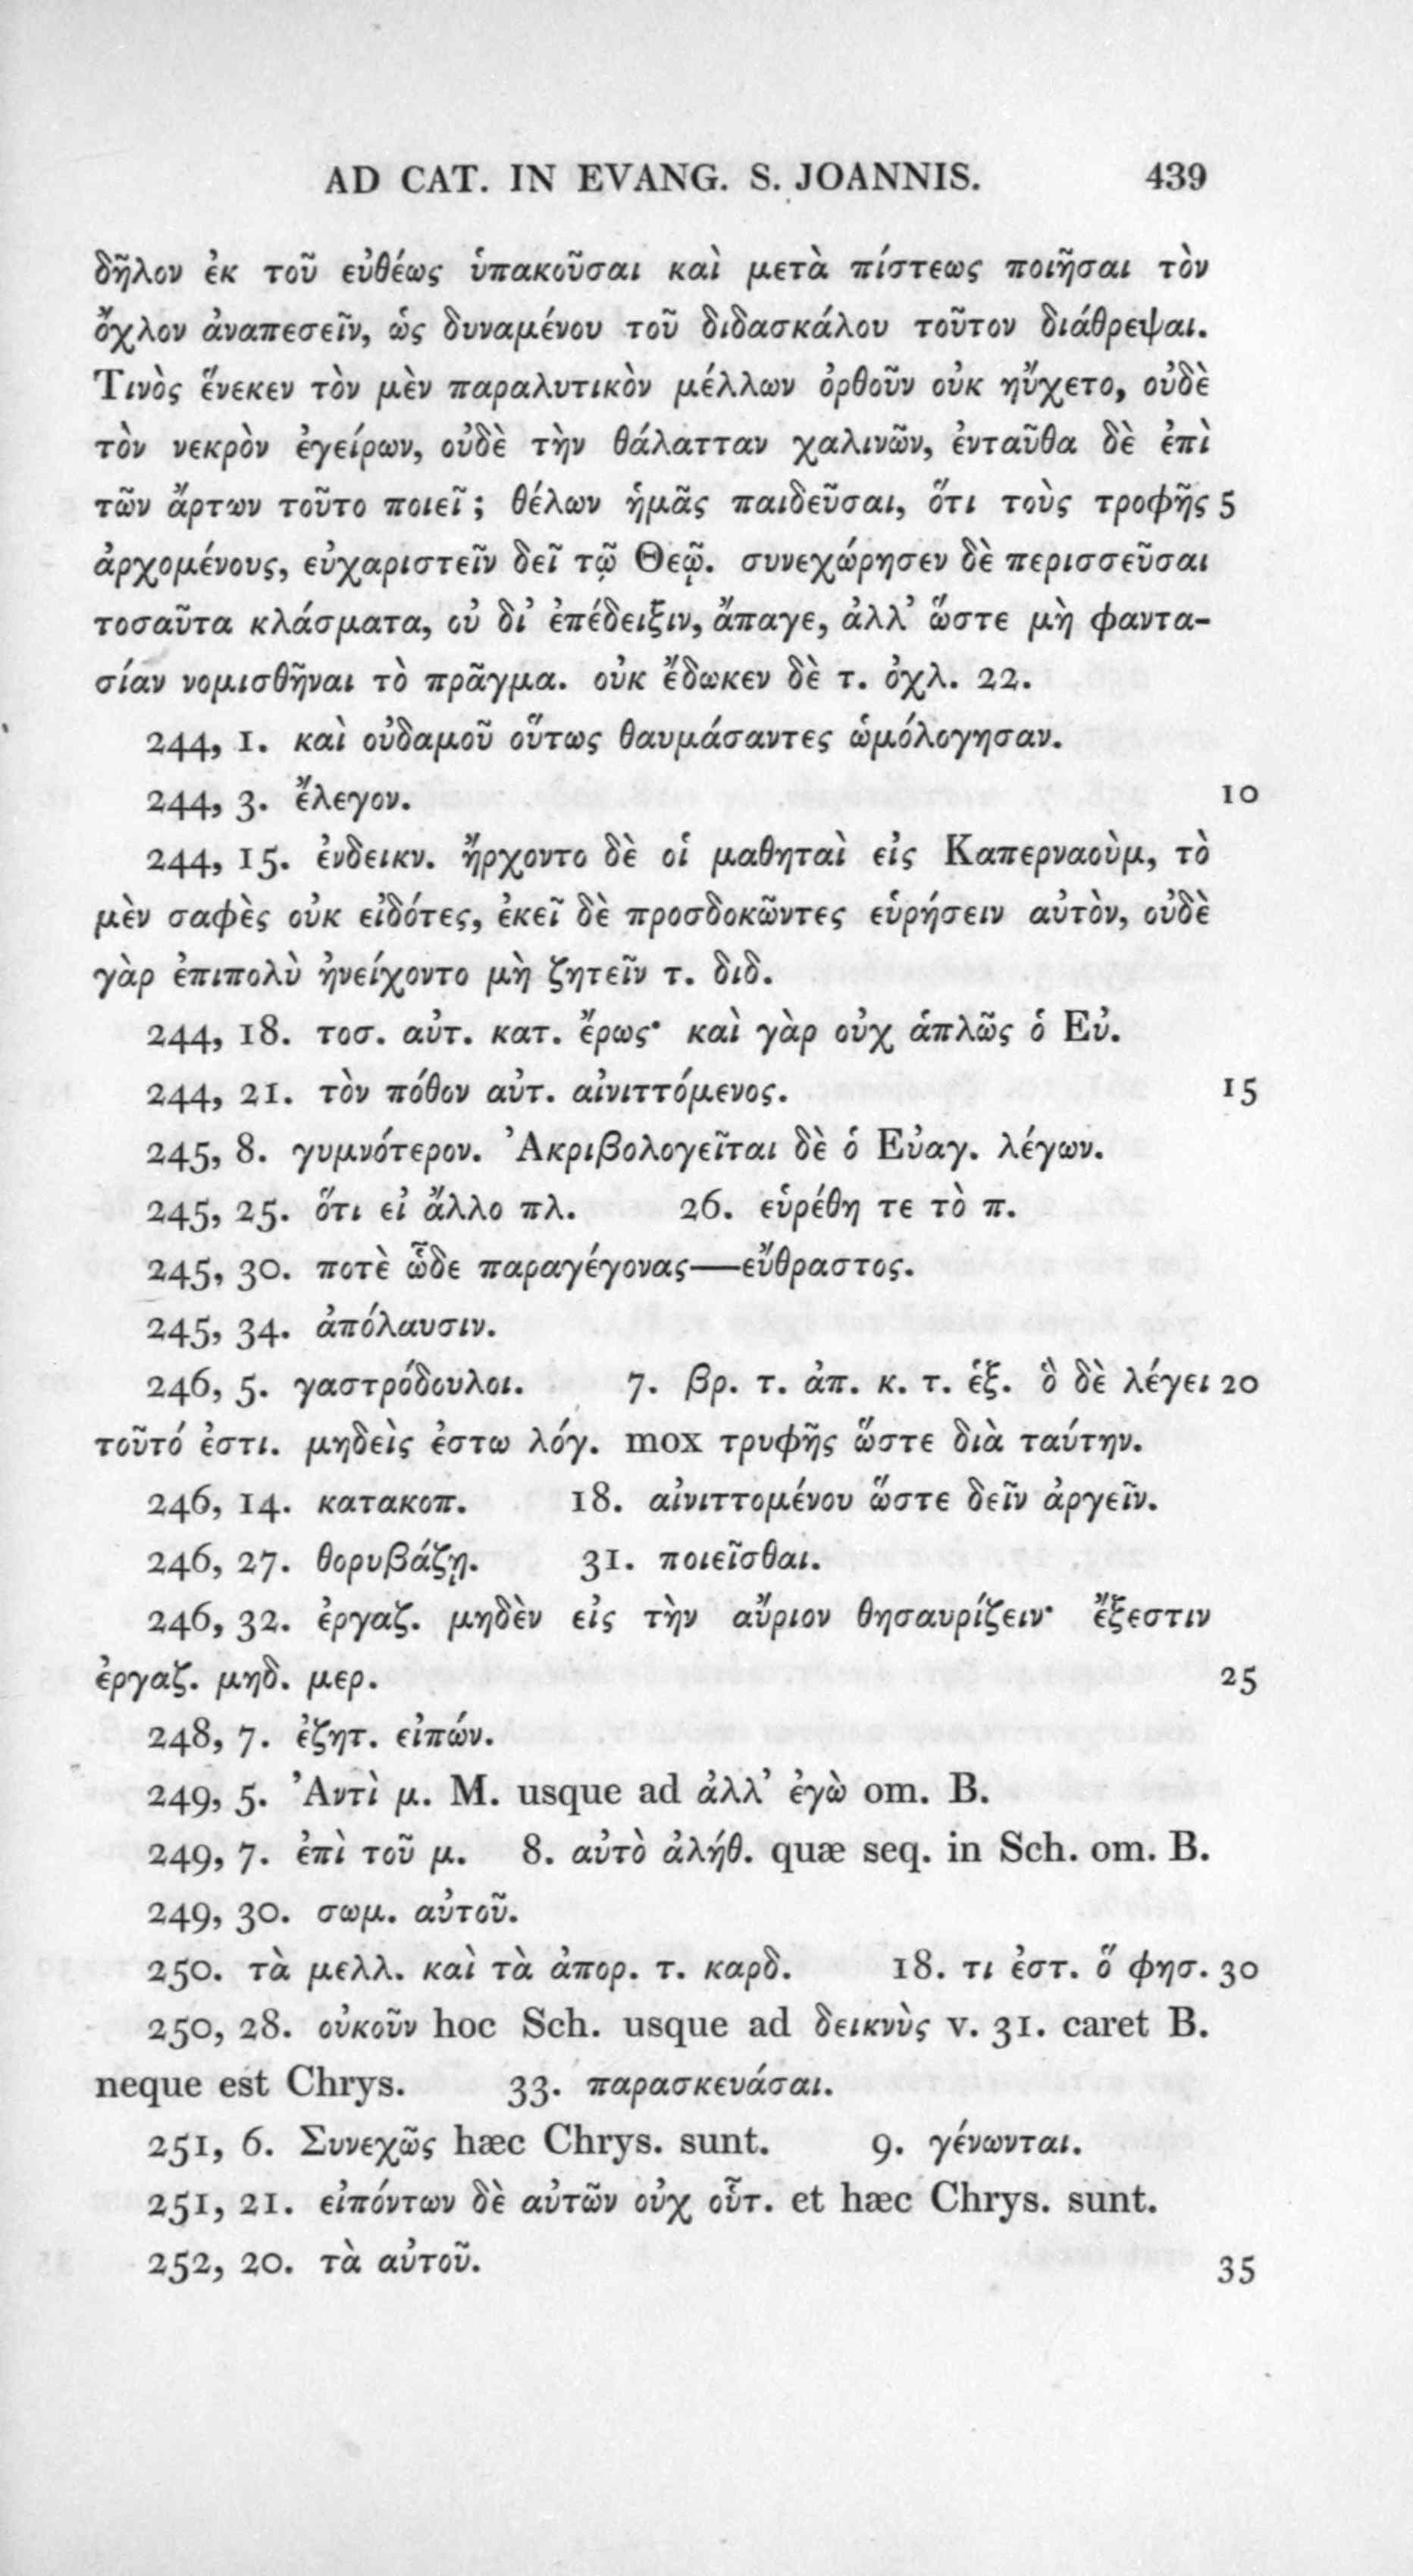 AD CAT. IN EVANG. S. JOANNIS. 439
δῆλον ἐκ τοῦ εὐθέως ὑπακοῦσαι καὶ μετὰ πίστεως ποιῆσαι τὸν
ὄχλον ἀναπεσεῖν, ὡς δυναμένου τοῦ διδασκάλου τοῦτον διάθρεψαι.
Τινὸς ἕνεκεν τὸν μὲν παραλυτικὸν μέλλων ὀρθοῦν οὐκ ηὔχετο, οὐδὲ
τὸν νεκρὸν ἐγείρων, οὐδὲ τὴν θάλατταν χαλινῶν, ἐνταῦθα δὲ ἐπὶ
τῶν ἄρτων τοῦτο ποιεῖ; θέλων ἡμᾶς παιδεῦσαι, ὅτι τοὺς τροφῆς 5
ἀρχομένους, εὐχαριστεῖν δεῖ τῷ Θεῷ. συνεχώρησεν δὲ περισσεῦσαι
τοσαῦτα κλάσματα, οὐ δι᾽ ἐπέδειξιν, ἄπαγε, ἀλλ᾽ ὥστε μὴ φαντα-
σίαν νομισθῆναι τὸ πρᾶγμα. οὐκ ἔδωκεν δὲ τ. ὀχλ. 22.
244, 1. καὶ οὐδαμοῦ οὕτως θαυμάσαντες ὡμόλογησαν.
244, 3. ἔλεγον. 10
244, 15. ἐνδεικν. ἤρχοντο δὲ οἱ μαθηταὶ εἰς Καπερναοὺμ, τὸ
μὲν σαφὲς οὐκ εἰδότες, ἐκεῖ δὲ προσδοκῶντες εὑρήσειν αὐτὸν, οὐδὲ
γὰρ ἐπιπολὺ ἠνείχοντο μὴ ζητεῖν τ. διδ.
244, 18. τοσ. αὐτ. κατ. ἔρως· καὶ γὰρ οὐχ ἁπλῶς ὁ Εὐ.
244, 21. τὸν πόθον αὐτ. αἰνιττόμενος. 15
245, 8. γυμνότερον. Ἀκριβολογεῖται δὲ ὁ Εὐαγ. λέγων.
245, 25. ὅτι εἰ ἄλλο πλ. 26. εὑρέθη τε τὸ π.
245, 30. ποτὲ ὧδε παραγέγονας—εὔθραστος.
245, 34. ἀπόλαυσιν.
246, 5. γαστρόδουλοι. 7. βρ. τ. ἀπ. κ. τ. ἑξ. ὃ δὲ λέγει 20
τοῦτό ἐστι. μηδεὶς ἐστω λόγ. mox τρυφῆς ὥστε διὰ ταύτην.
246, 14. κατακοπ. 18. αἰνιττομένου ὥστε δεῖν ἀργεῖν.
246, 27. θορυβάζῃ. 31. ποιεῖσθαι.
246, 32. ἐργαζ. μηδὲν εἰς τὴν αὔριον θησαυρίζειν· ἔξεστιν
ἐργαζ. μηδ. μερ. 25
248, 7. ἐζητ. εἰπών.
249, 5. Ἀντὶ μ. M. usque ad ἀλλ᾽ ἐγὼ om. B.
249, 7. ἐπὶ τοῦ μ. 8. αὐτὸ ἀλήθ. quæ seq. in Sch. om. B.
249, 30. σωμ. αὐτοῦ.
250. τὰ μελλ. καὶ τὰ ἀπορ. τ. καρδ. 18. τι ἐστ. ὅ φησ. 30
250, 28. οὐκοῦν hoc Sch. usque ad δεικνὺς v. 31. caret B.
neque est Chrys. 33. παρασκευάσαι.
251, 6. Συνεχῶς hæc Chrys. sunt. 9. γένωνται.
251, 21. εἰπόντων δὲ αὐτῶν οὐχ οὗτ. et hæc Chrys. sunt.
252, 20. τὰ αὐτοῦ. 35